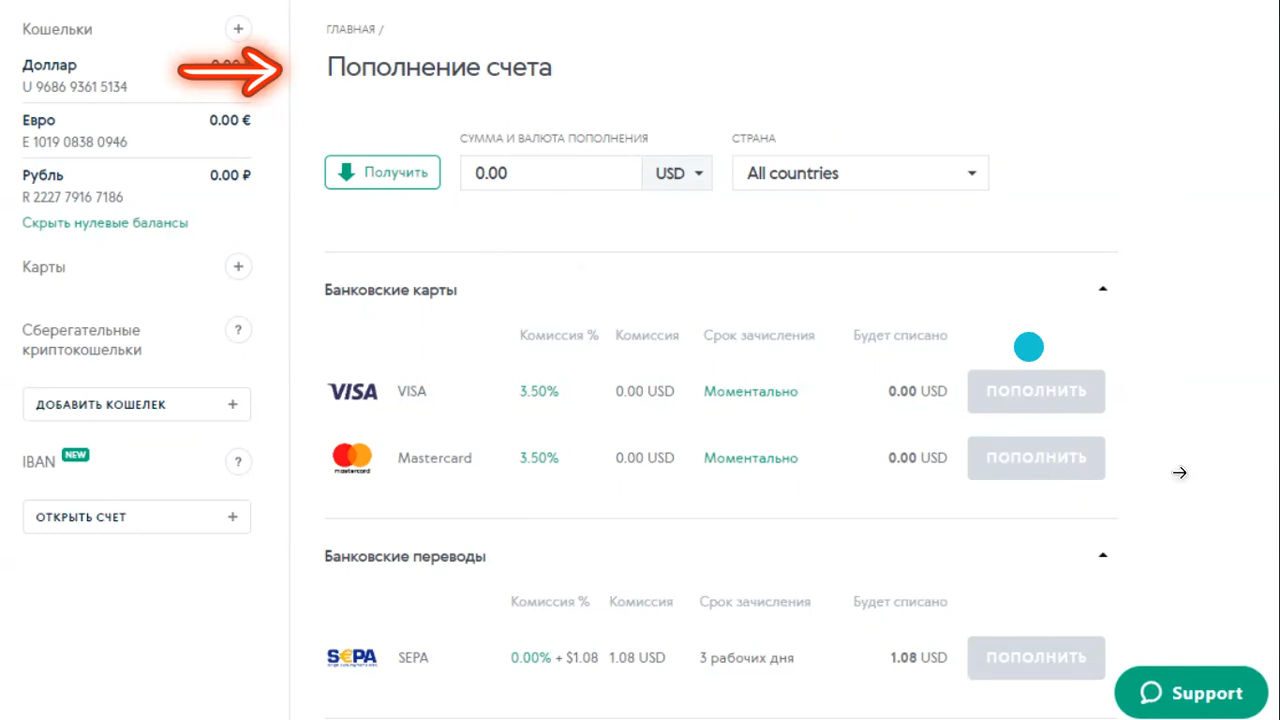 Кошельки
Доллар
U 9686 9361 5134
Евро 0.00 €
E 1019 0838 0946
Рубль 0.00 ₽
R 2227 7916 7186
Скрыть нулевые балансы
Карты
Сберегательные ?
криптокошельки
ДОБАВИТЬ КОШЕЛЕК +
IBAN NEW ?
ОТКРЫТЬ СЧЕТ +
ГЛАВНАЯ /
Пополнение счета
СУММА И ВАЛЮТА ПОПОЛНЕНИЯ СТРАНА
Получить 0.00 USD All countries
Банковские карты
Комиссия % Комиссия Срок зачисления Будет списано
VISA VISA 3.50% 0.00 USD Моментально 0.00 USD ПОПОЛНИТЬ
mastercard Mastercard 3.50% 0.00 USD Моментально 0.00 USD ПОПОЛНИТЬ
Банковские переводы
Комиссия % Комиссия Срок зачисления Будет списано
S€PA SEPA 0.00% + $1.08 1.08 USD 3 рабочих дня 1.08 USD ПОПОЛНИТЬ
Support